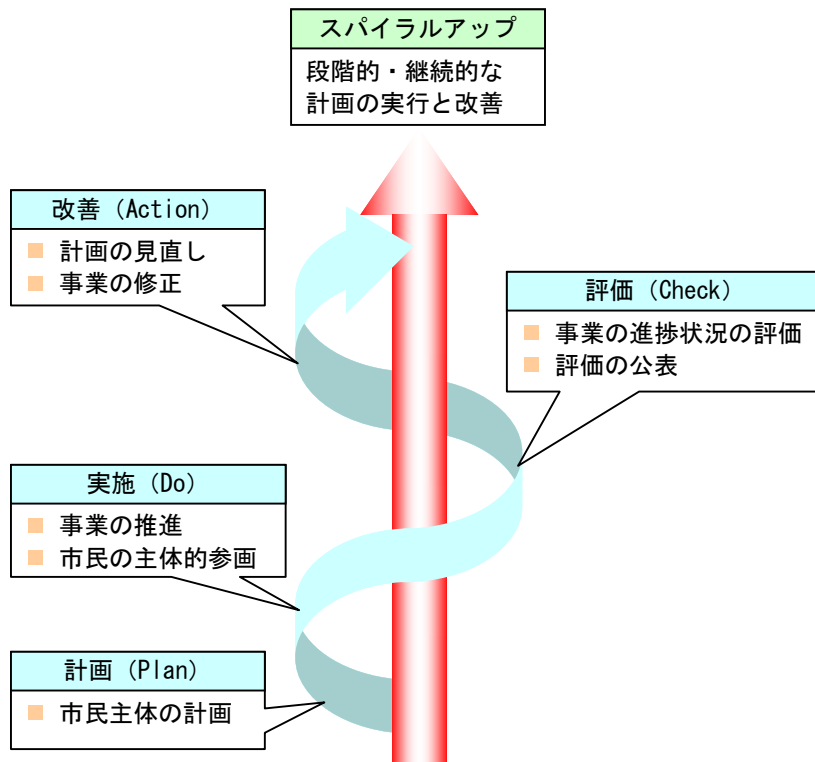 スパイラルアップ
段階的・継続的な
計画の実行と改善
改善（Action）
計画の見直し
事業の修正
評価（Check）
事業の進捗状況の評価
評価の公表
実施（Do）
事業の推進
市民の主体的参画
計画（Plan）
市民主体の計画